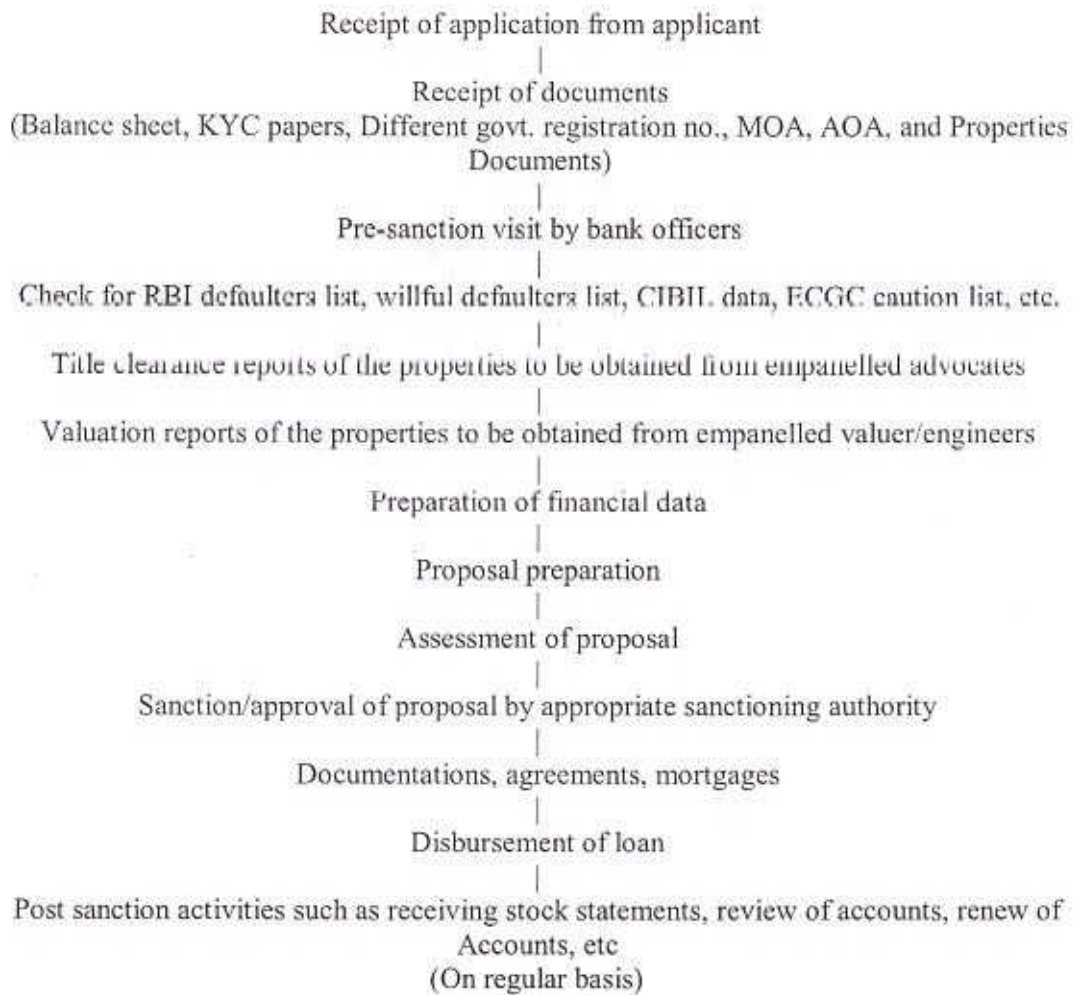 Receipt of application from applicant
Receipt of documents
(Balance sheet, KYC papers, Different govt. registration no., MOA, AOA, and Properties
Documents)
Pre-sanction visit by bank officers
Check for RBI defaulters list, willful defaulters list, CIBIL data, ECGC caution list, etc.
Title clearance reports of the properties to be obtained from empanelled advocates
Valuation reports of the properties to be obtained from empanelled valuer/engineers
Preparation of financial data
Proposal preparation
Assessment of proposal
Sanction/approval of proposal by appropriate sanctioning authority
Documentations, agreements, mortgages
Disbursement of loan
Post sanction activities such as receiving stock statements, review of accounts, renew of
Accounts, etc
(On regular basis)